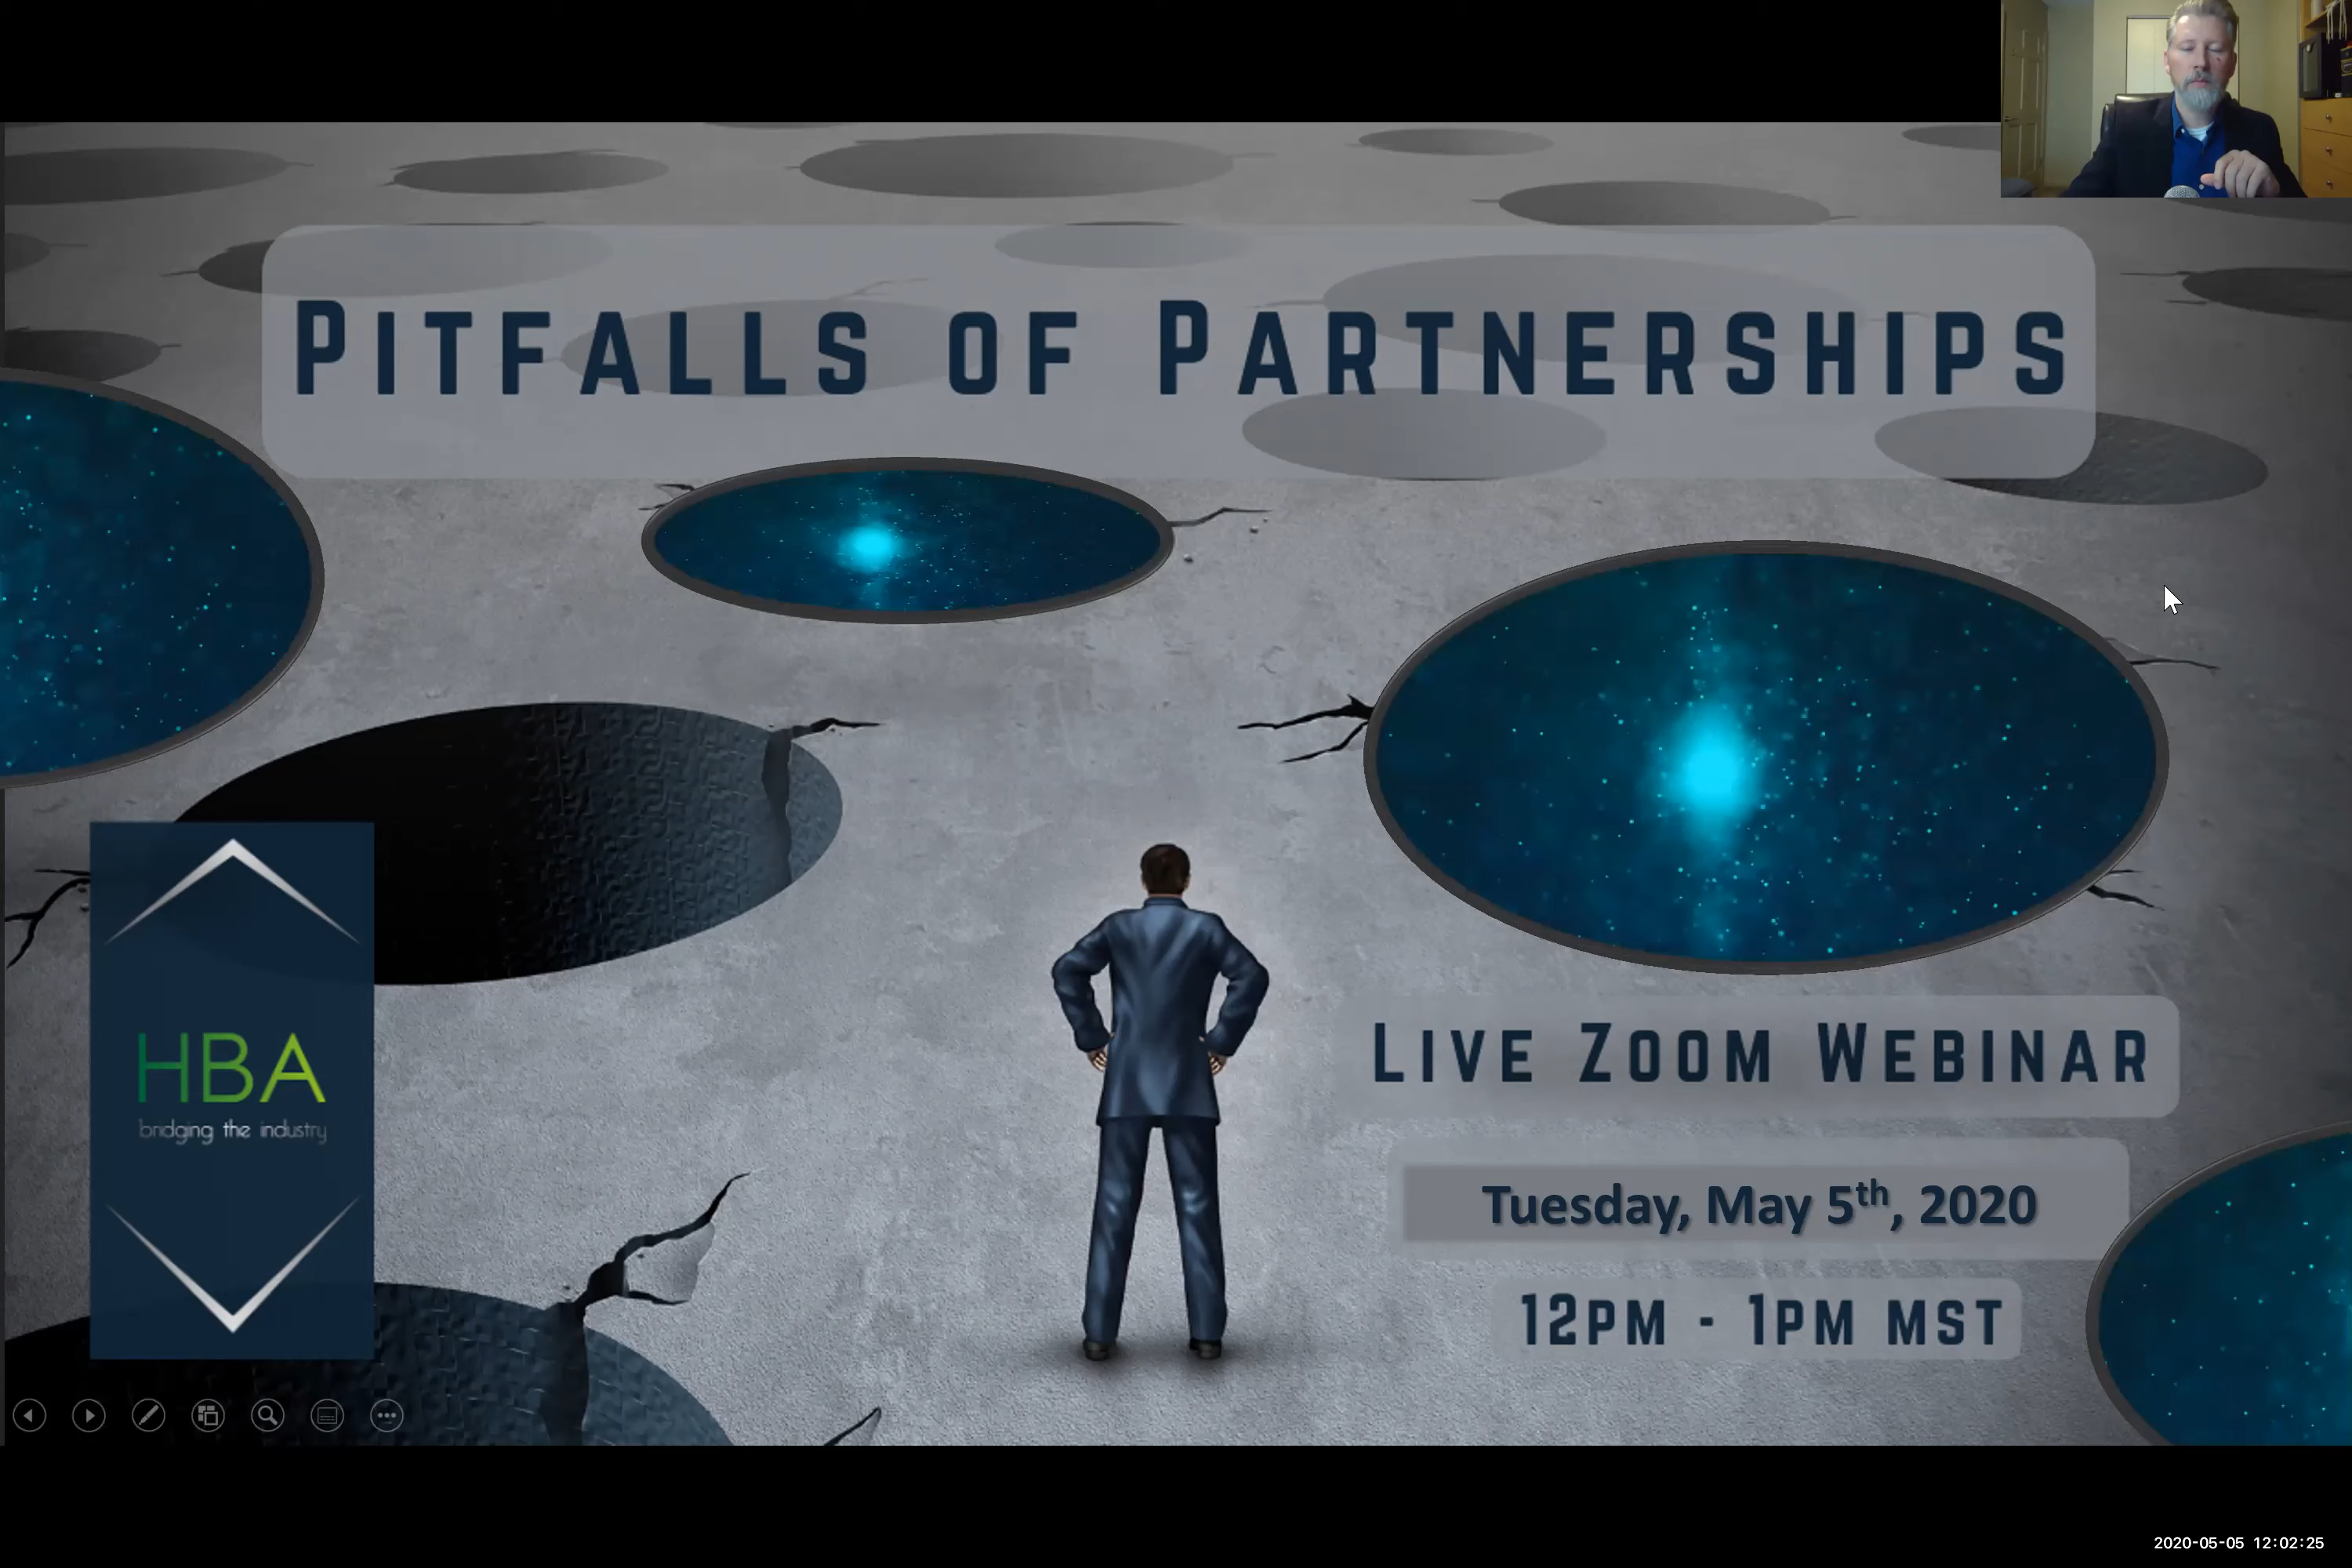 PITFALLS OF PARTNERSHIPS
HBA
bridging the industry
LIVE ZOOM WEBINAR
Tuesday, May 5th, 2020
12PM - 1PM MST
2020-05-05 12:02:25